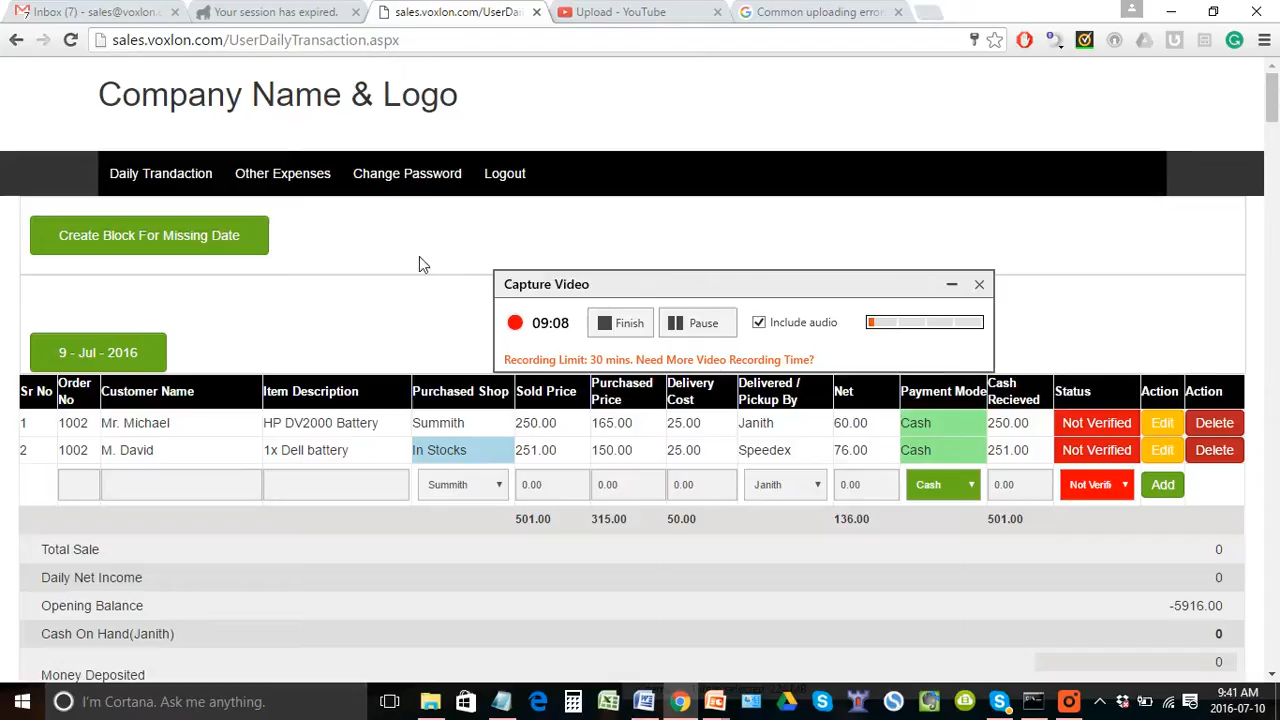 Inbox (7) - sales@voxlon.c
Your session has expired.
sales.voxlon.com/UserDai
Upload - YouTube
Common uploading error
sales.voxlon.com/UserDailyTransaction.aspx
Company Name & Logo
Daily Trandaction Other Expenses Change Password Logout
Create Block For Missing Date
Capture Video
09:08 Finish Pause Include audio
Recording Limit: 30 mins. Need More Video Recording Time?
9 - Jul - 2016
Sr No Order No Customer Name Item Description Purchased Shop Sold Price Purchased Price Delivery Cost Delivered / Pickup By Net Payment Mode Cash Recieved Status Action Action
1 1002 Mr. Michael HP DV2000 Battery Summith 250.00 165.00 25.00 Janith 60.00 Cash 250.00 Not Verified Edit Delete
2 1002 M. David 1x Dell battery In Stocks 251.00 150.00 25.00 Speedex 76.00 Cash 251.00 Not Verified Edit Delete
Summith 0.00 0.00 0.00 Janith 0.00 Cash 0.00 Not Verifi Add
501.00 315.00 50.00 136.00 501.00
Total Sale 0
Daily Net Income 0
Opening Balance -5916.00
Cash On Hand(Janith) 0
Money Deposited 0
I'm Cortana. Ask me anything.
9:41 AM
2016-07-10